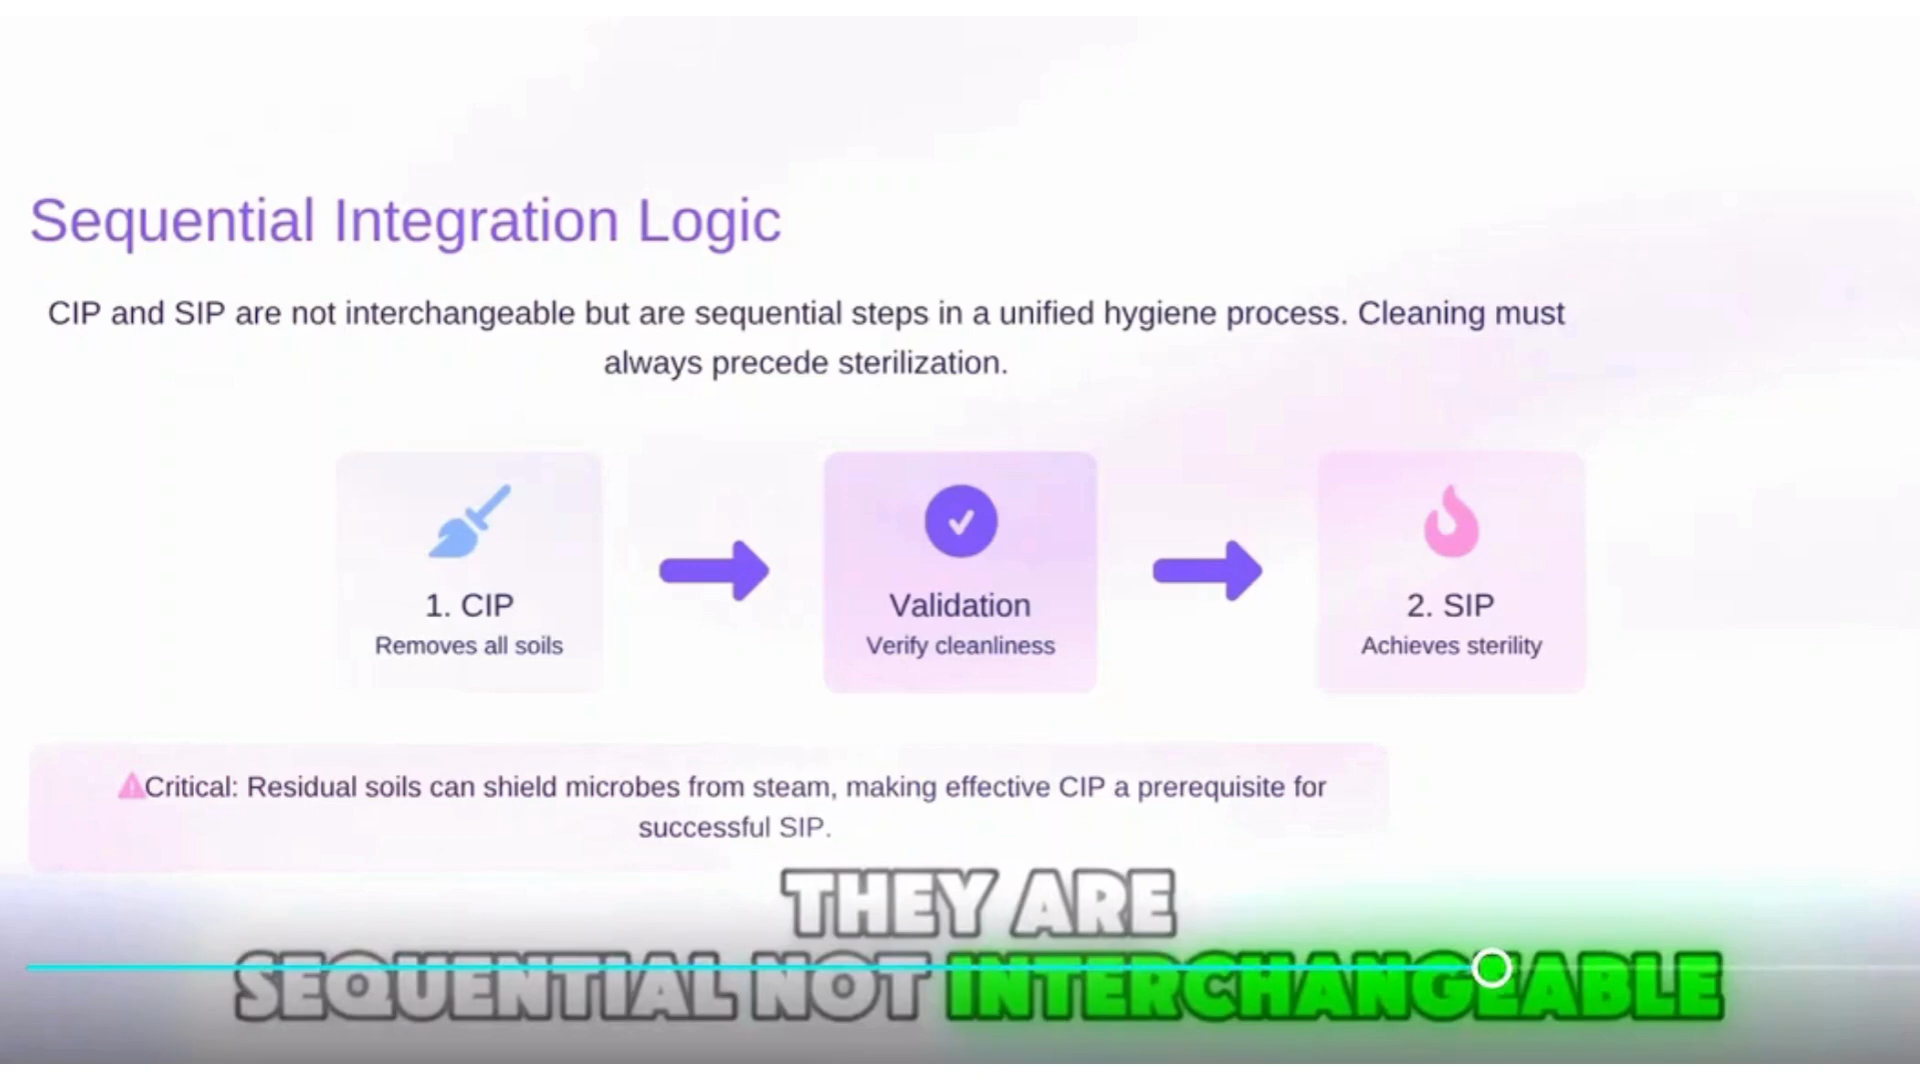 Sequential Integration Logic
CIP and SIP are not interchangeable but are sequential steps in a unified hygiene process. Cleaning must
always precede sterilization.
1. CIP
Removes all soils
Validation
Verify cleanliness
2. SIP
Achieves sterility
Critical: Residual soils can shield microbes from steam, making effective CIP a prerequisite for
successful SIP.
THEY ARE
SEQUENTIAL NOT INTERCHANGEABLE